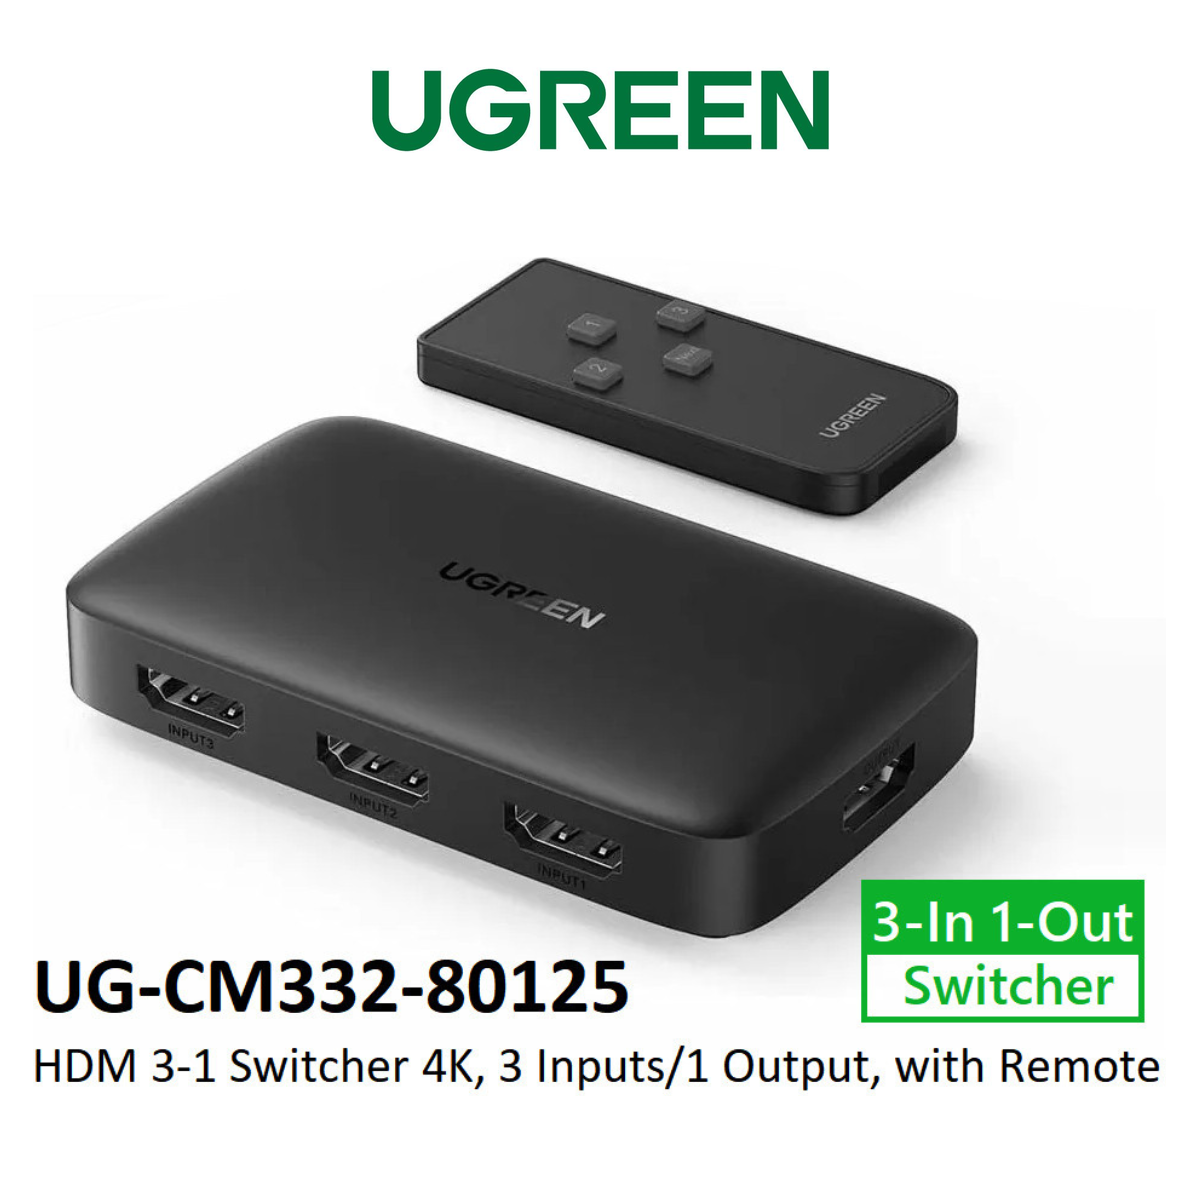 UGREEN
1
3
2
Next
UGREEN
UGREEN
INPUT3
INPUT2
INPUT1
OUTPUT
3-In 1-Out
Switcher
UG-CM332-80125
HDM 3-1 Switcher 4K, 3 Inputs/1 Output, with Remote